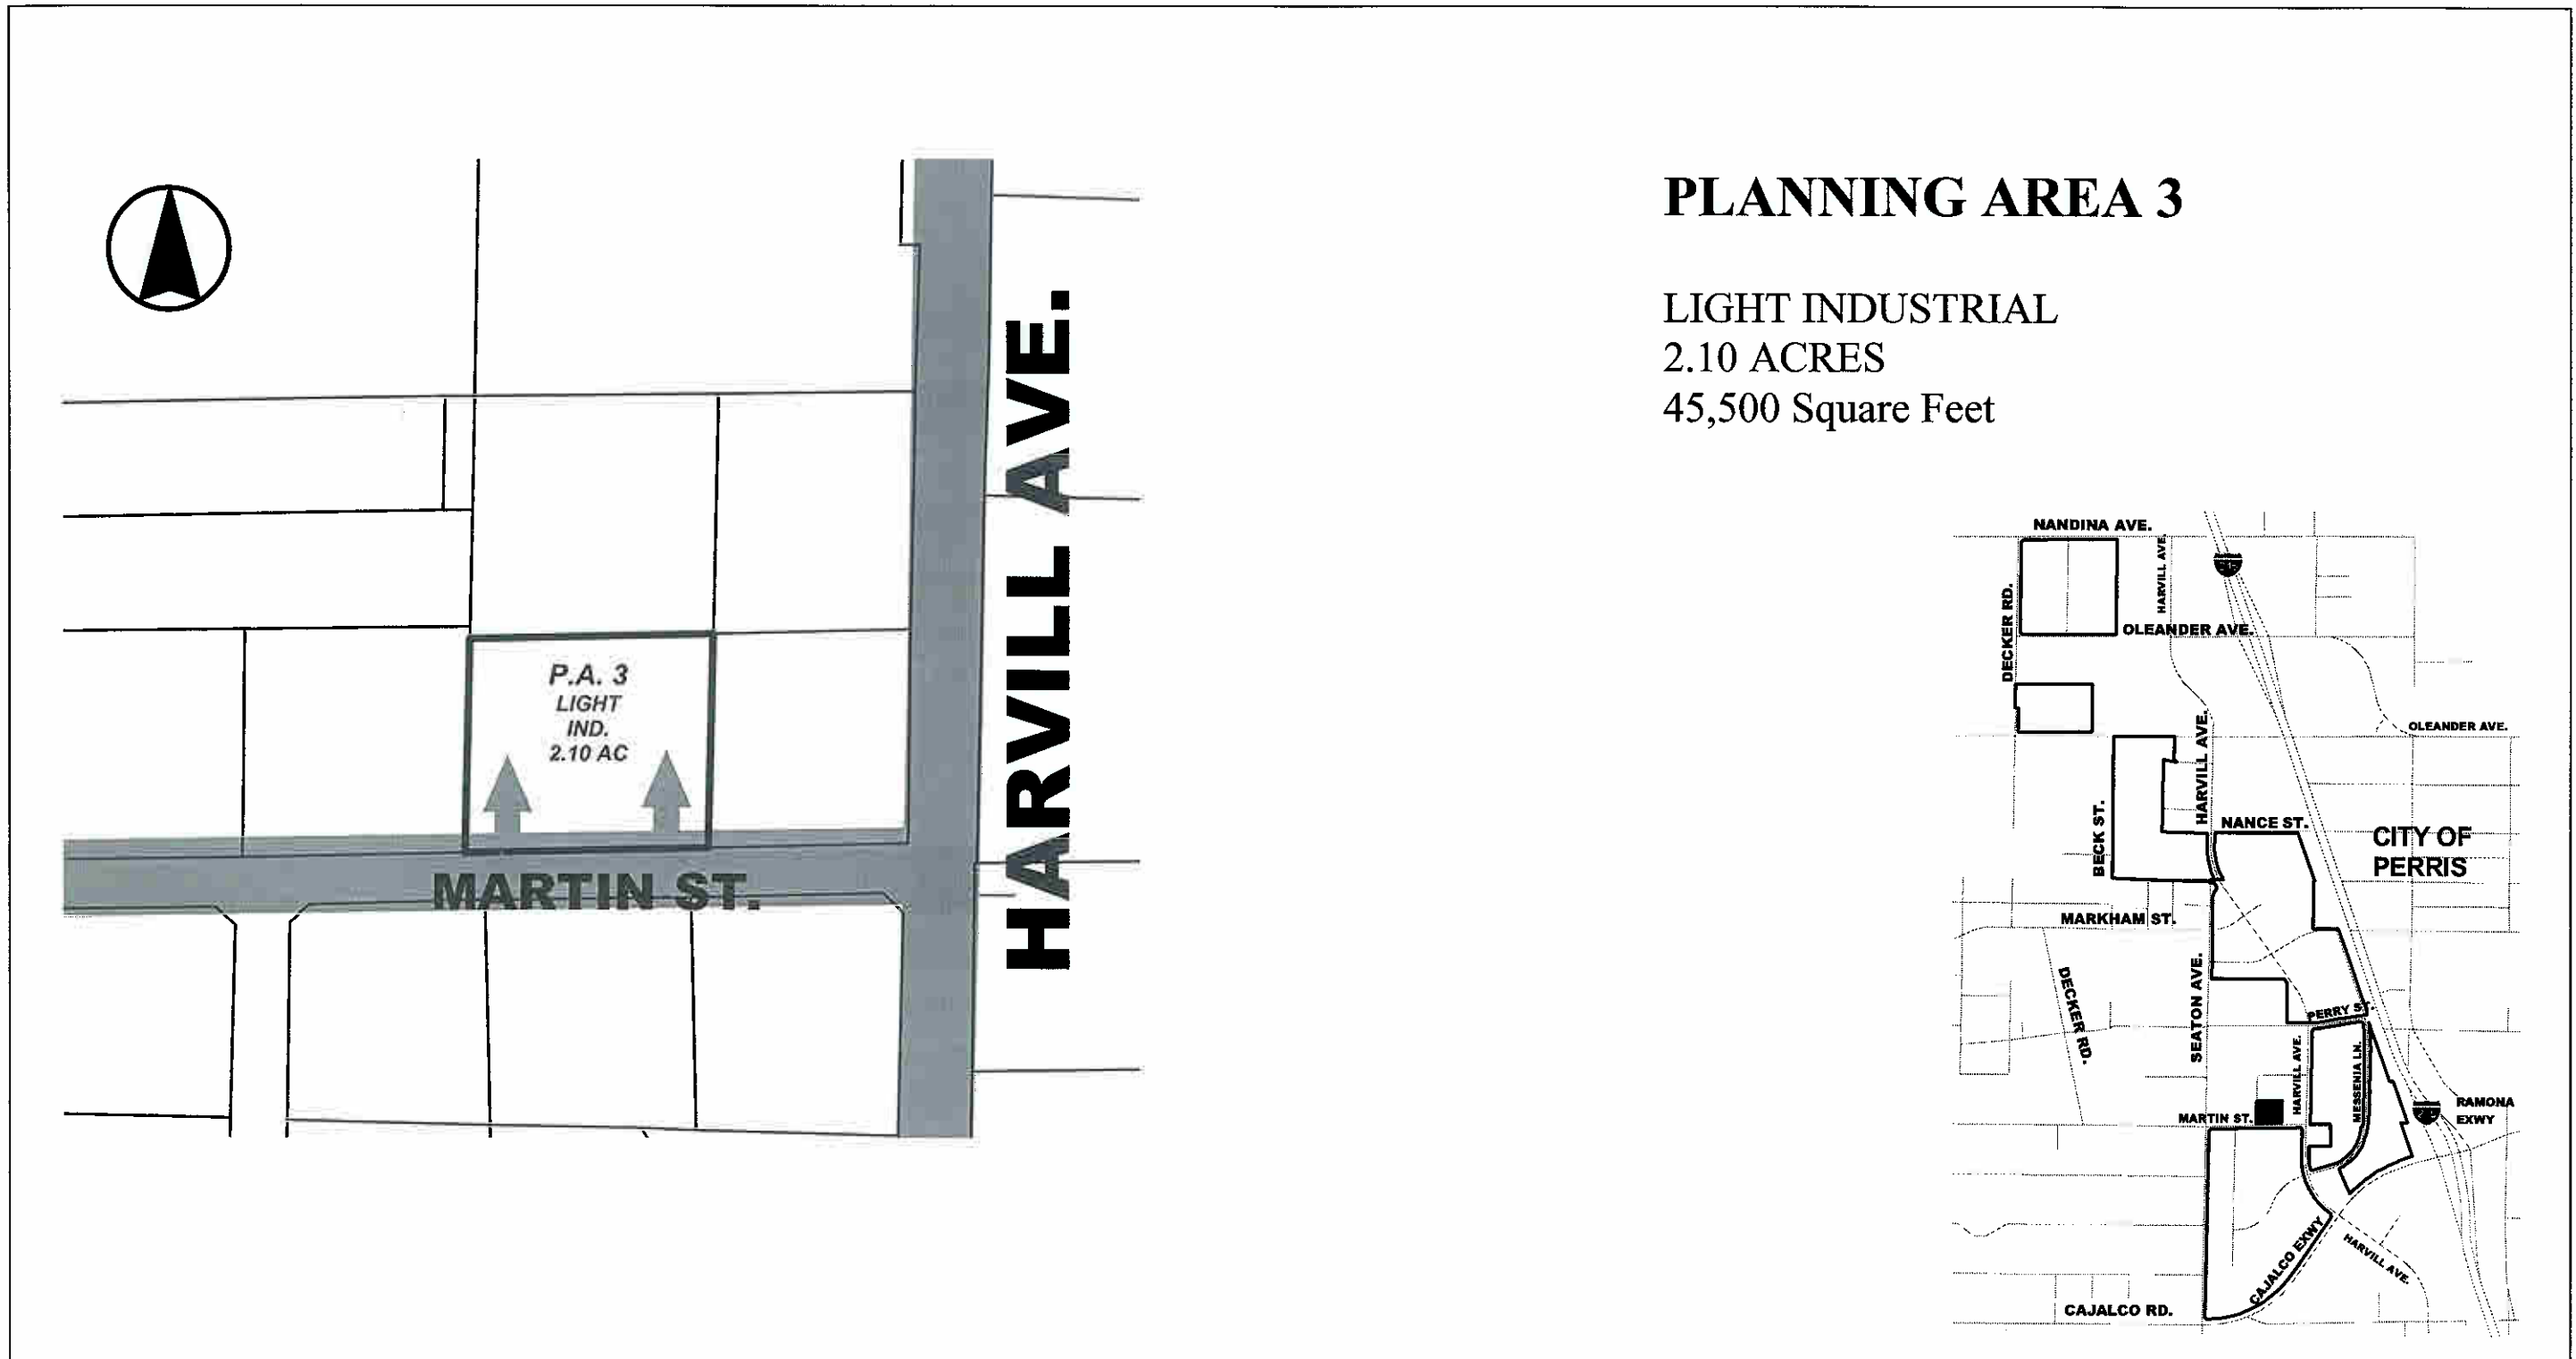 PLANNING AREA 3
LIGHT INDUSTRIAL
2.10 ACRES
45,500 Square Feet
HARVILL AVE.
P.A. 3
LIGHT
IND.
2.10 AC
MARTIN ST.
NANDINA AVE.
HARVILL AVE.
DECKER RD.
OLEANDER AVE.
OLEANDER AVE.
HARVILL AVE.
BECK ST.
NANCE ST.
CITY OF
PERRIS
MARKHAM ST.
DECKER RD.
SEATON AVE.
PERRY ST.
HARVILL AVE.
MESSENIA LN.
MARTIN ST.
RAMONA
EXWY
CAJALCO EXWY
HARVILL AVE.
CAJALCO RD.